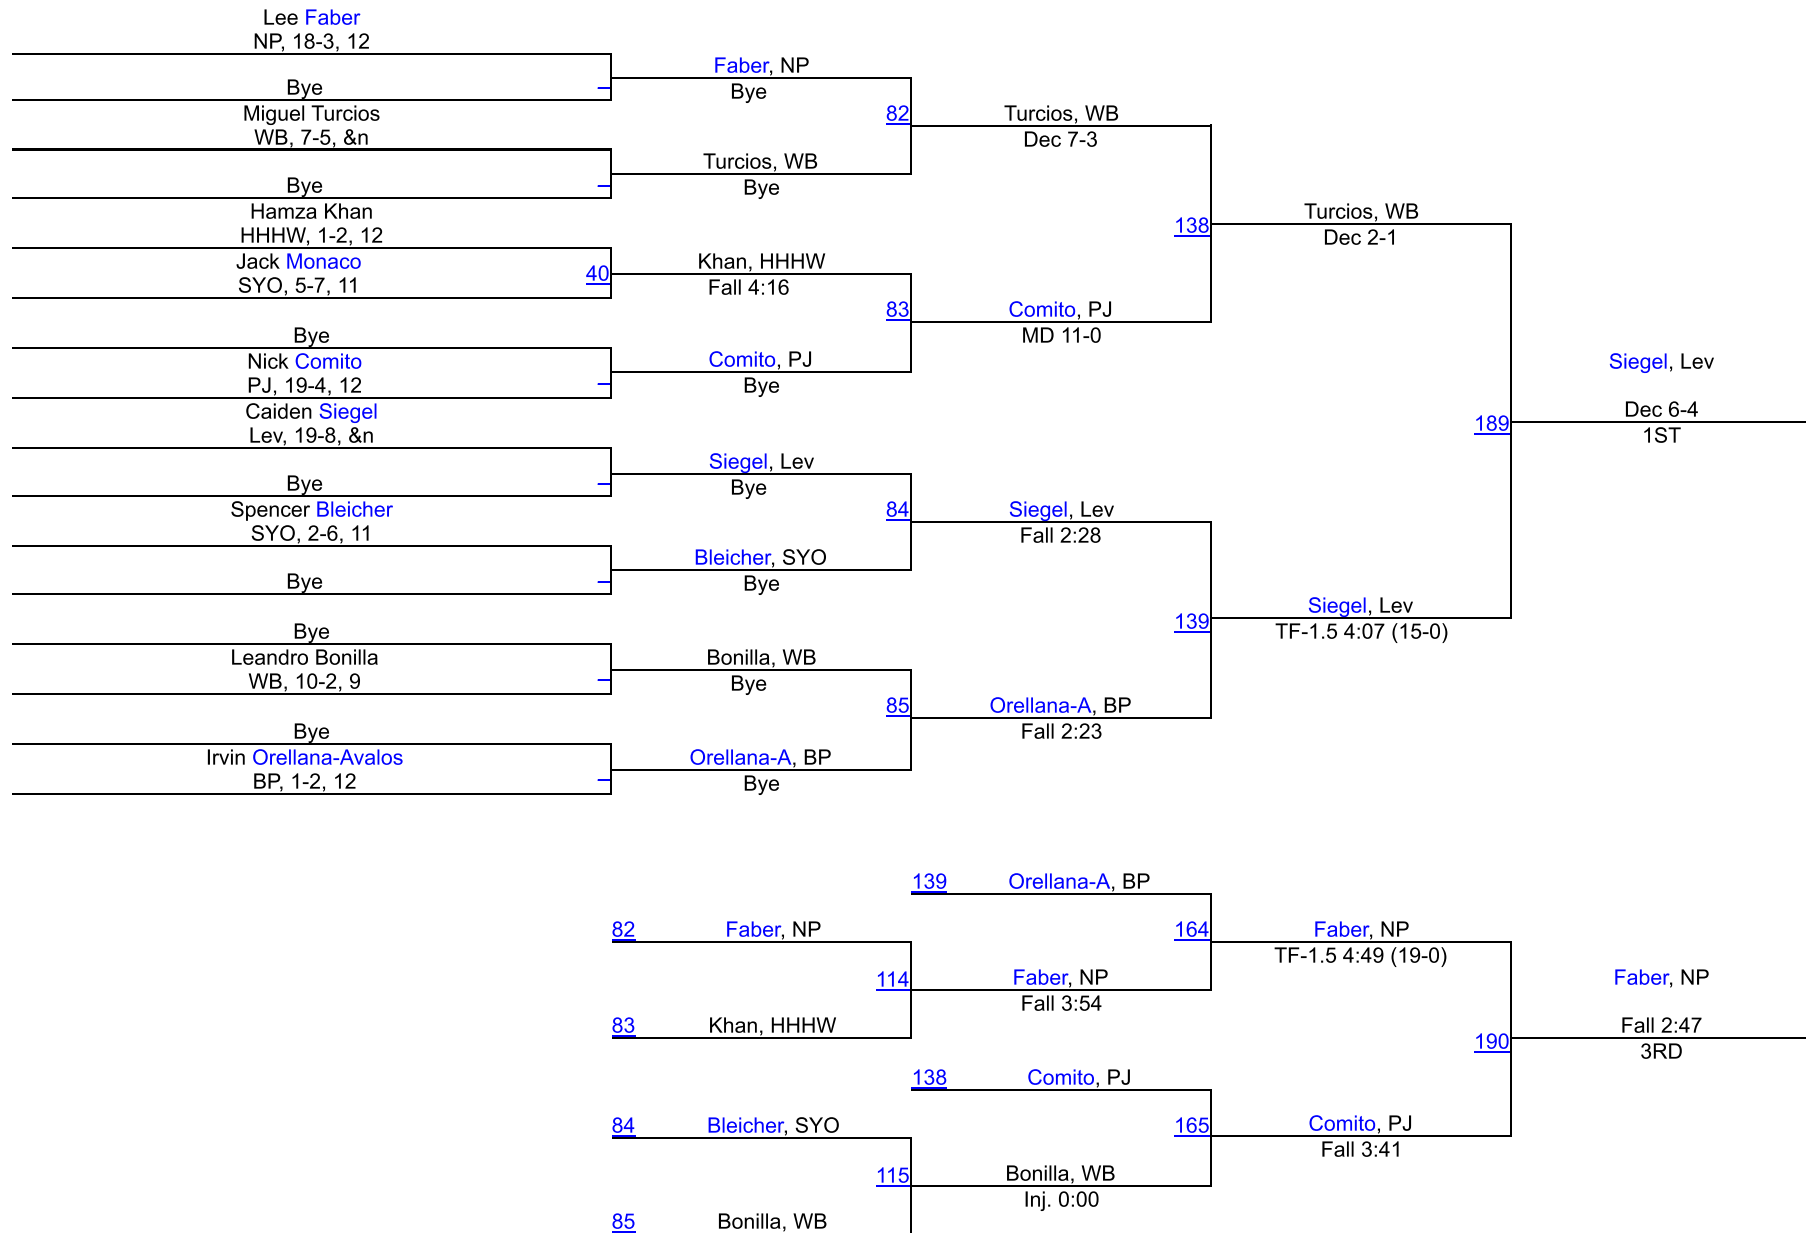 Lee Faber
NP, 18-3, 12
Bye
Miguel Turcios
WB, 7-5, &n
Bye
Hamza Khan
HHHW, 1-2, 12
Jack Monaco
SYO, 5-7, 11
Bye
Nick Comito
PJ, 19-4, 12
Caiden Siegel
Lev, 19-8, &n
Bye
Spencer Bleicher
SYO, 2-6, 11
Bye
Bye
Leandro Bonilla
WB, 10-2, 9
Bye
Irvin Orellana-Avalos
BP, 1-2, 12
Faber, NP
Bye
Turcios, WB
Bye
40
Khan, HHHW
Fall 4:16
Comito, PJ
Bye
Siegel, Lev
Bye
Bleicher, SYO
Bye
Bonilla, WB
Bye
Orellana-A, BP
Bye
82
Turcios, WB
Dec 7-3
83
Comito, PJ
MD 11-0
84
Siegel, Lev
Fall 2:28
85
Orellana-A, BP
Fall 2:23
138
Turcios, WB
Dec 2-1
139
Siegel, Lev
TF-1.5 4:07 (15-0)
189
Siegel, Lev
Dec 6-4
1ST
82
Faber, NP
83
Khan, HHHW
84
Bleicher, SYO
85
Bonilla, WB
139
Orellana-A, BP
114
Faber, NP
Fall 3:54
138
Comito, PJ
115
Bonilla, WB
Inj. 0:00
164
Faber, NP
TF-1.5 4:49 (19-0)
165
Comito, PJ
Fall 3:41
190
Faber, NP
Fall 2:47
3RD